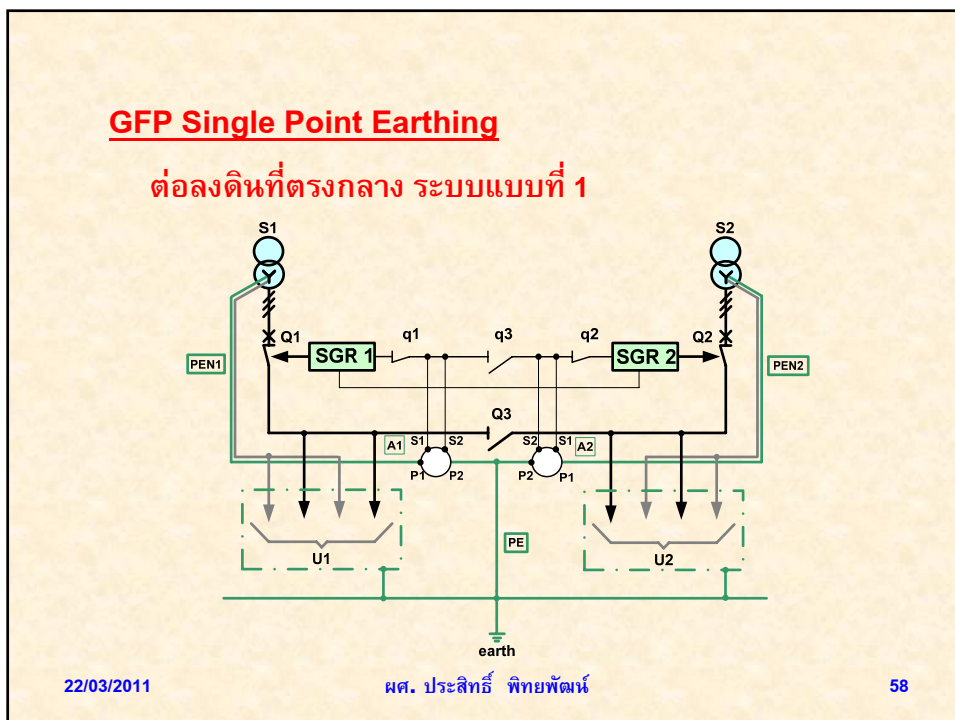 GFP Single Point Earthing
ต่อลงดินที่ตรงกลาง ระบบแบบที่ 1
S1 S2
Q1 q1 q3 q2 Q2
PEN1 SGR 1 SGR 2 PEN2
Q3
A1 S1 S2 S2 S1 A2
P1 P2 P2 P1
PE
U1 U2
earth
22/03/2011 ผศ. ประสิทธิ์ พิทยพัฒน์ 58